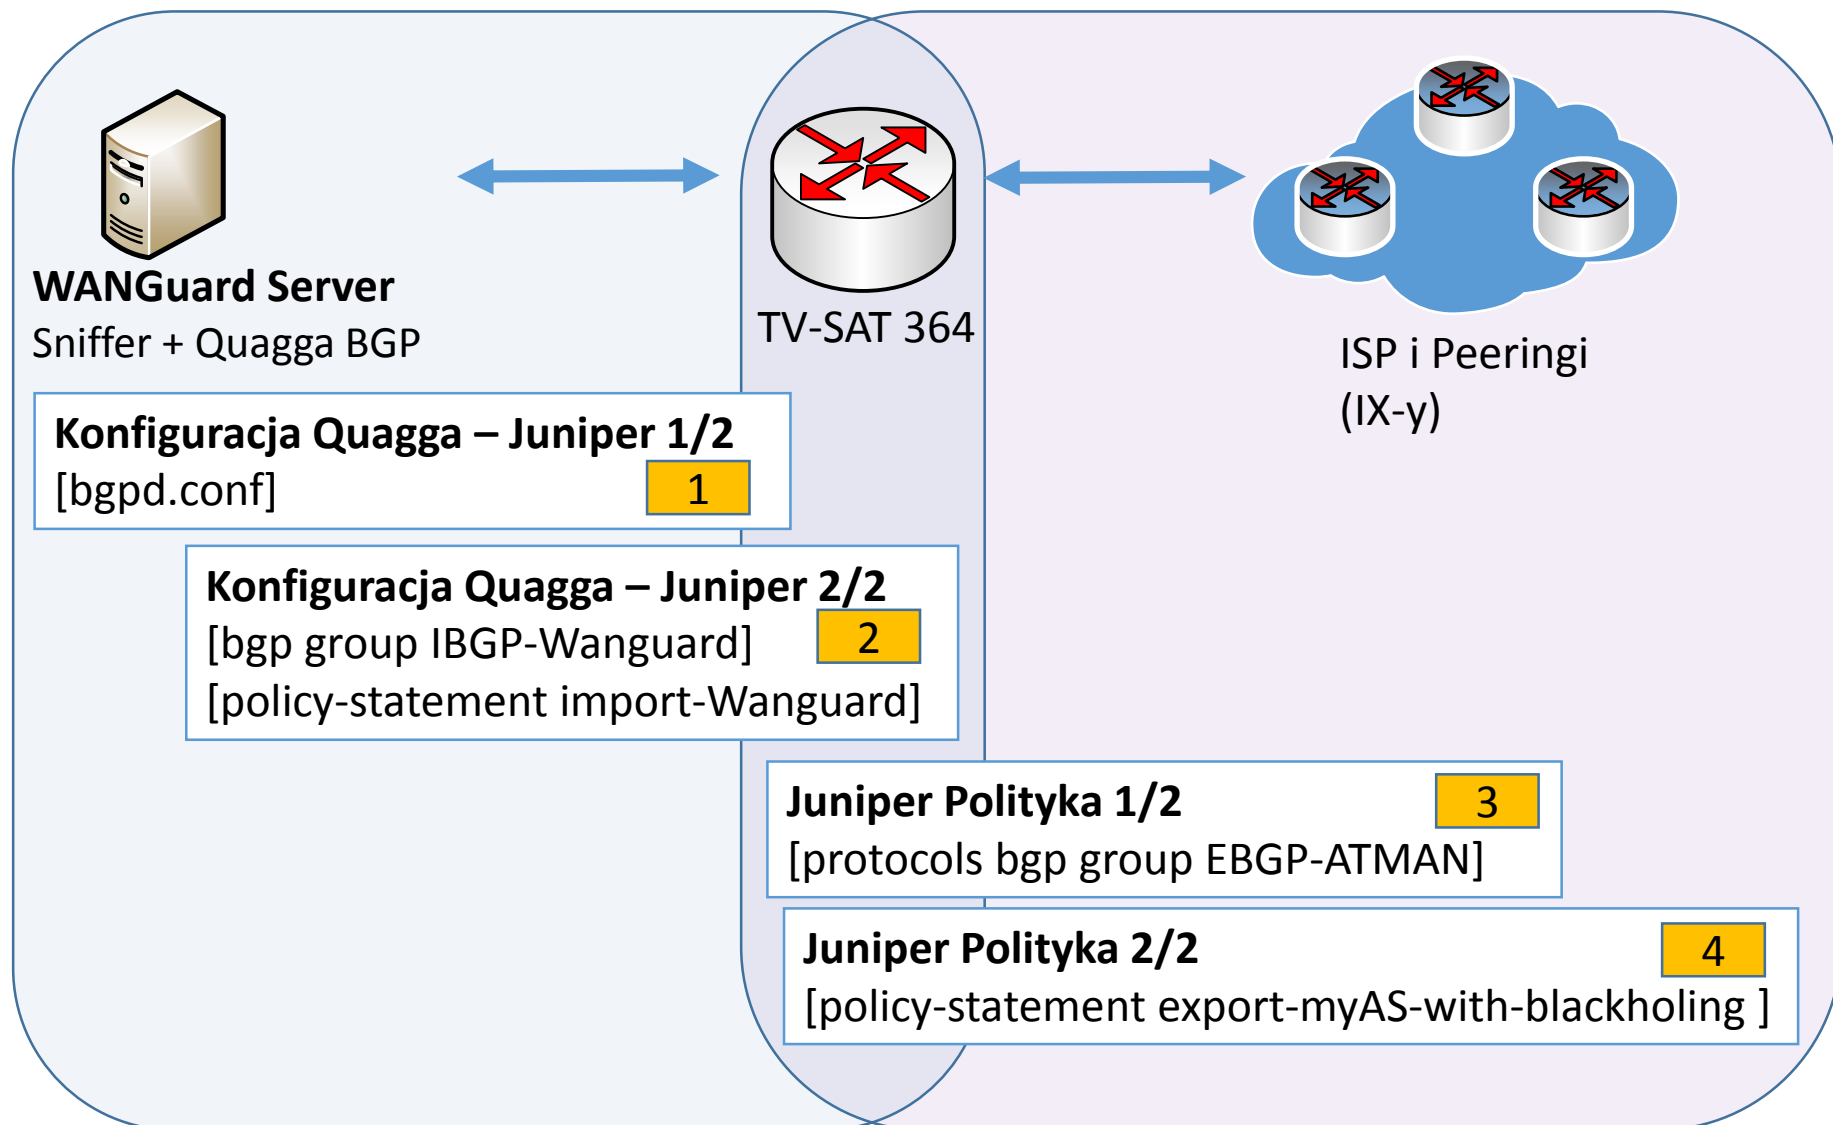 WANGuard Server
Sniffer + Quagga BGP
TV-SAT 364
ISP i Peeringi
(IX-y)
Konfiguracja Quagga – Juniper 1/2
[bgpd.conf]
1
Konfiguracja Quagga – Juniper 2/2
[bgp group IBGP-Wanguard]
2
[policy-statement import-Wanguard]
Juniper Polityka 1/2
3
[protocols bgp group EBGP-ATMAN]
Juniper Polityka 2/2
4
[policy-statement export-myAS-with-blackholing ]